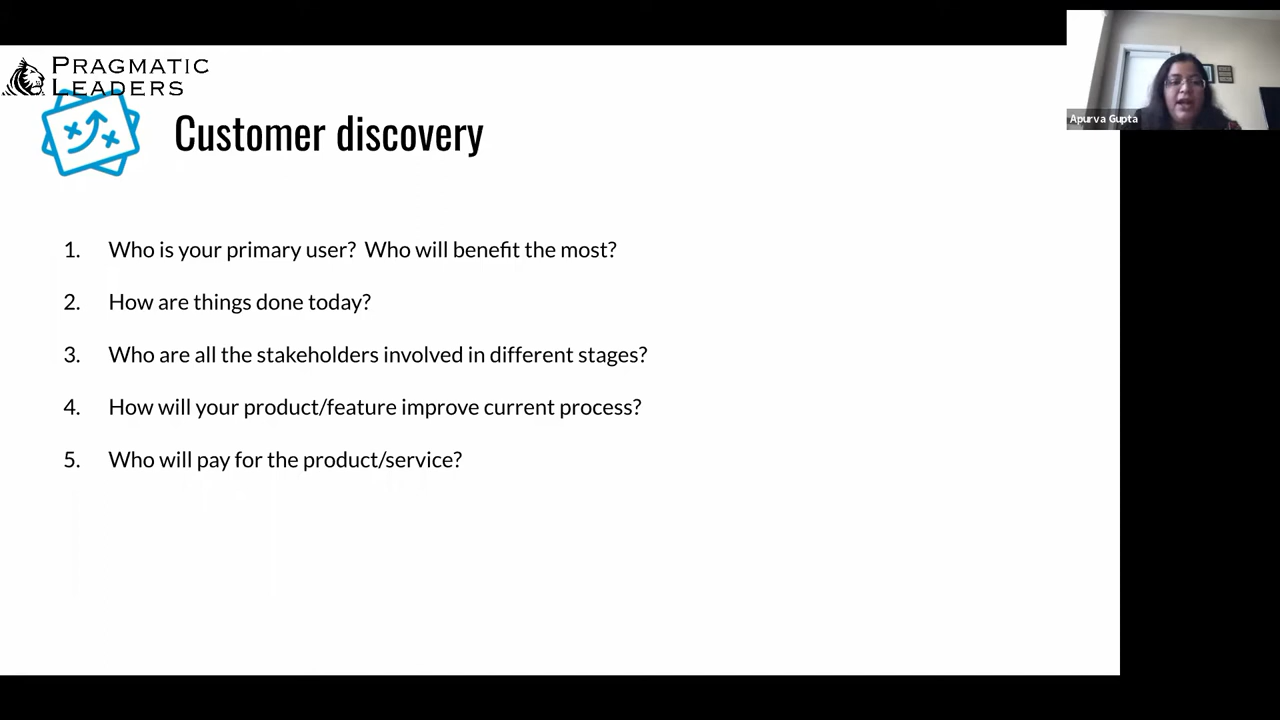 PRAGMATIC
LEADERS
Apurva Gupta
Customer discovery
1. Who is your primary user? Who will benefit the most?
2. How are things done today?
3. Who are all the stakeholders involved in different stages?
4. How will your product/feature improve current process?
5. Who will pay for the product/service?